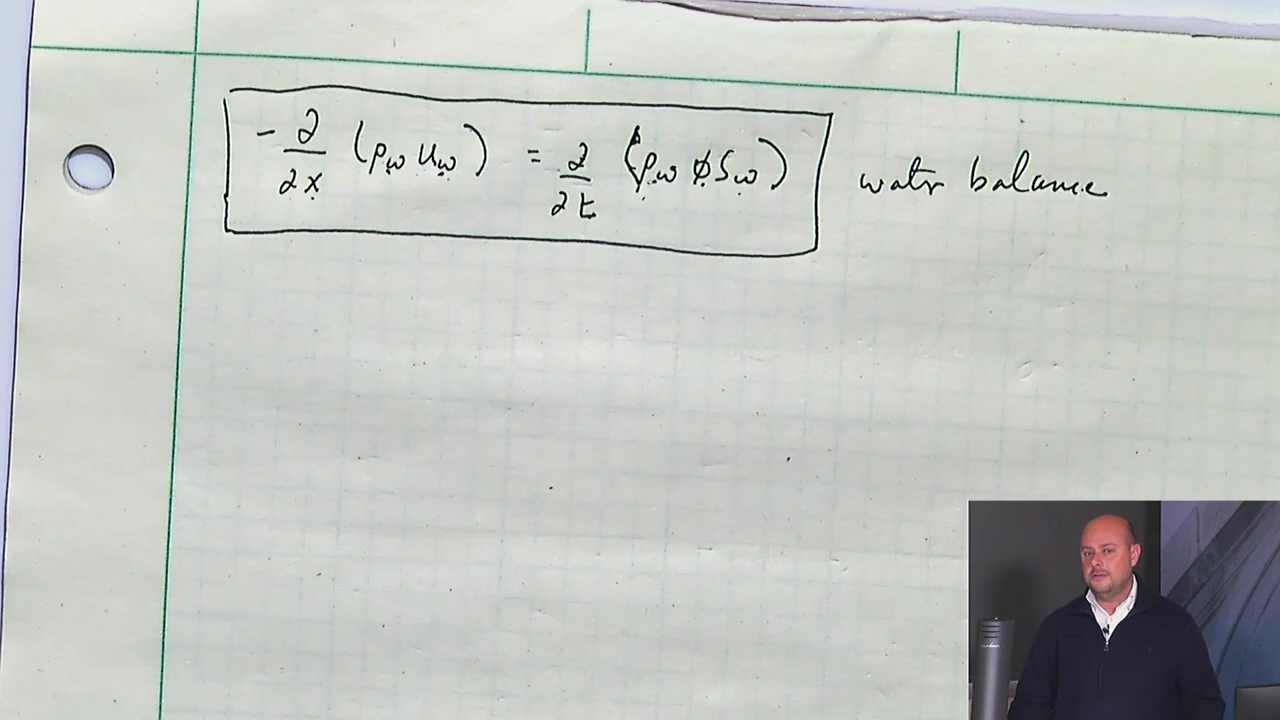 - ∂/∂x (ρw uw) = ∂/∂t (ρw φ Sw) water balance